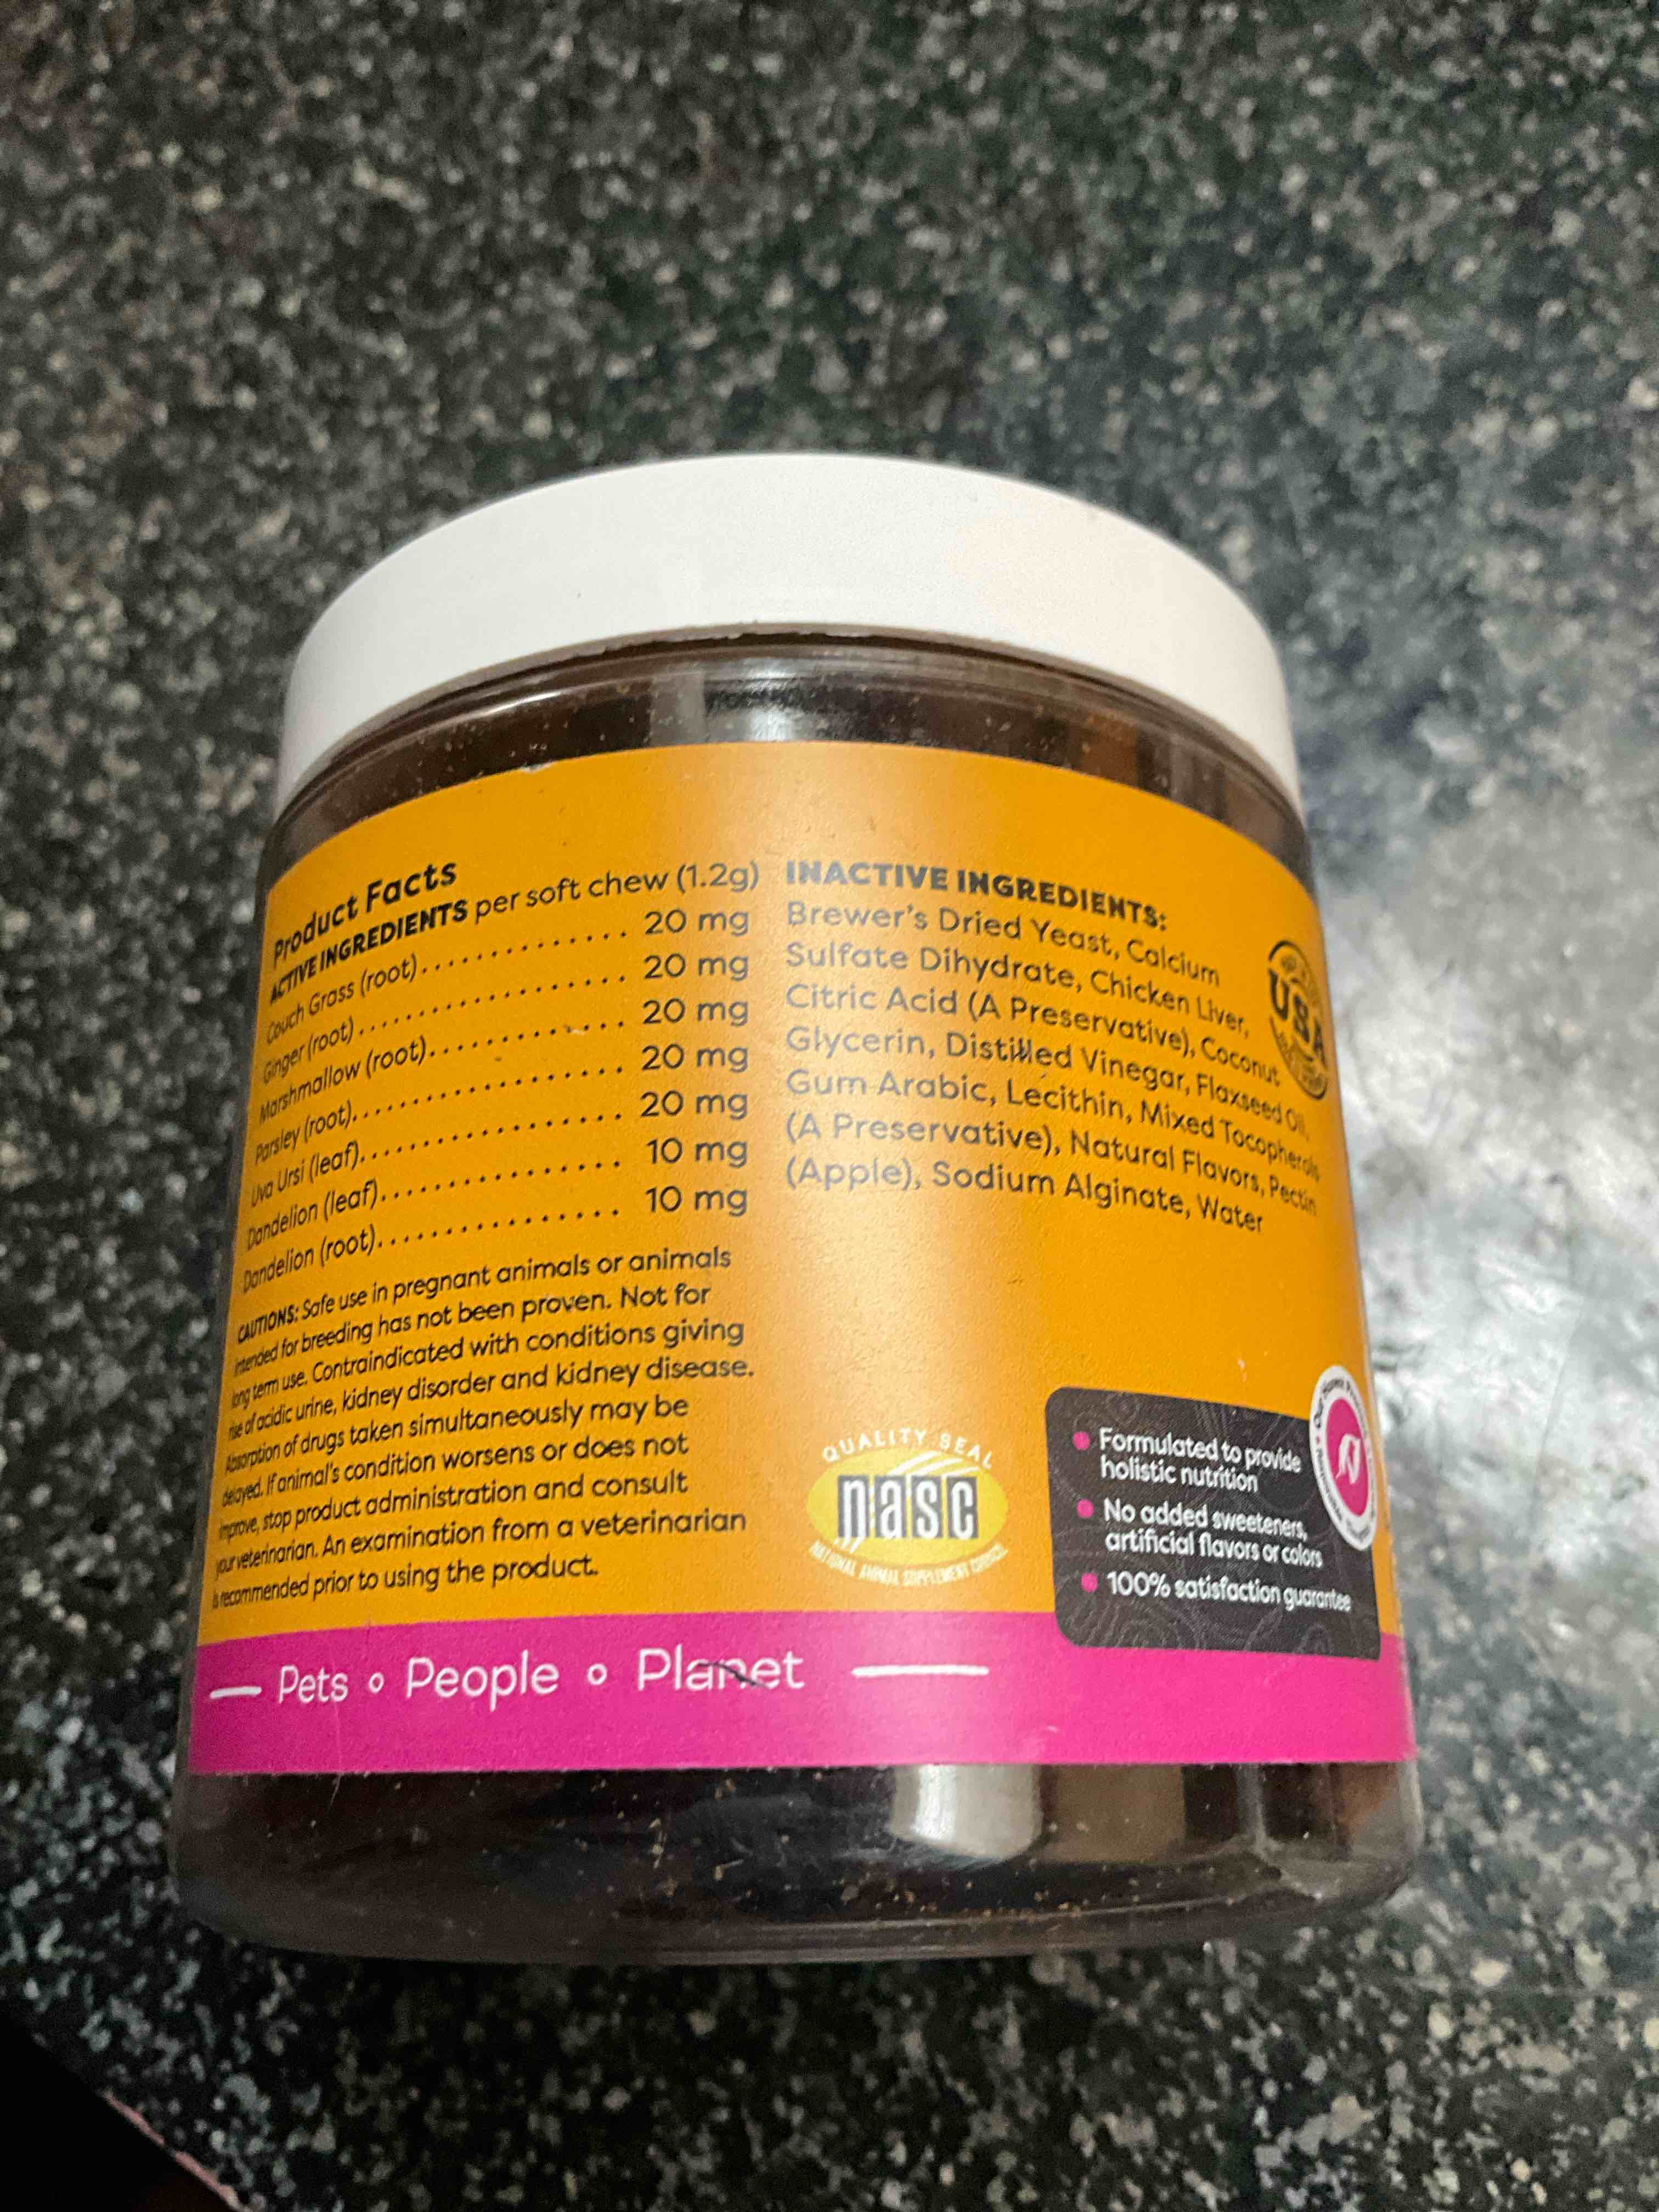 Product Facts
ACTIVE INGREDIENTS per soft chew (1.2g)
Couch Grass (root). . . . . . . . . . . . . . 20 mg
Ginger (root) . . . . . . . . . . . . . . . . . . 20 mg
Marshmallow (root). . . . . . . . . . . . . 20 mg
Parsley (root). . . . . . . . . . . . . . . . . . 20 mg
Uva Ursi (leaf). . . . . . . . . . . . . . . . . 20 mg
Dandelion (leaf). . . . . . . . . . . . . . . . 10 mg
Dandelion (root). . . . . . . . . . . . . . . . 10 mg
CAUTIONS: Safe use in pregnant animals or animals
intended for breeding has not been proven. Not for
long term use. Contraindicated with conditions giving
rise of acidic urine, kidney disorder and kidney disease.
Absorption of drugs taken simultaneously may be
delayed. If animal's condition worsens or does not
improve, stop product administration and consult
your veterinarian. An examination from a veterinarian
is recommended prior to using the product.
INACTIVE INGREDIENTS:
Brewer's Dried Yeast, Calcium
Sulfate Dihydrate, Chicken Liver,
Citric Acid (A Preservative), Coconut
Glycerin, Distilled Vinegar, Flaxseed Oil,
Gum Arabic, Lecithin, Mixed Tocopherols
(A Preservative), Natural Flavors, Pectin
(Apple), Sodium Alginate, Water
USA
QUALITY SEAL
nasc
NATIONAL ANIMAL SUPPLEMENT COUNCIL
Formulated to provide
holistic nutrition
No added sweeteners,
artificial flavors or colors
100% satisfaction guarantee
Pets o People o Planet